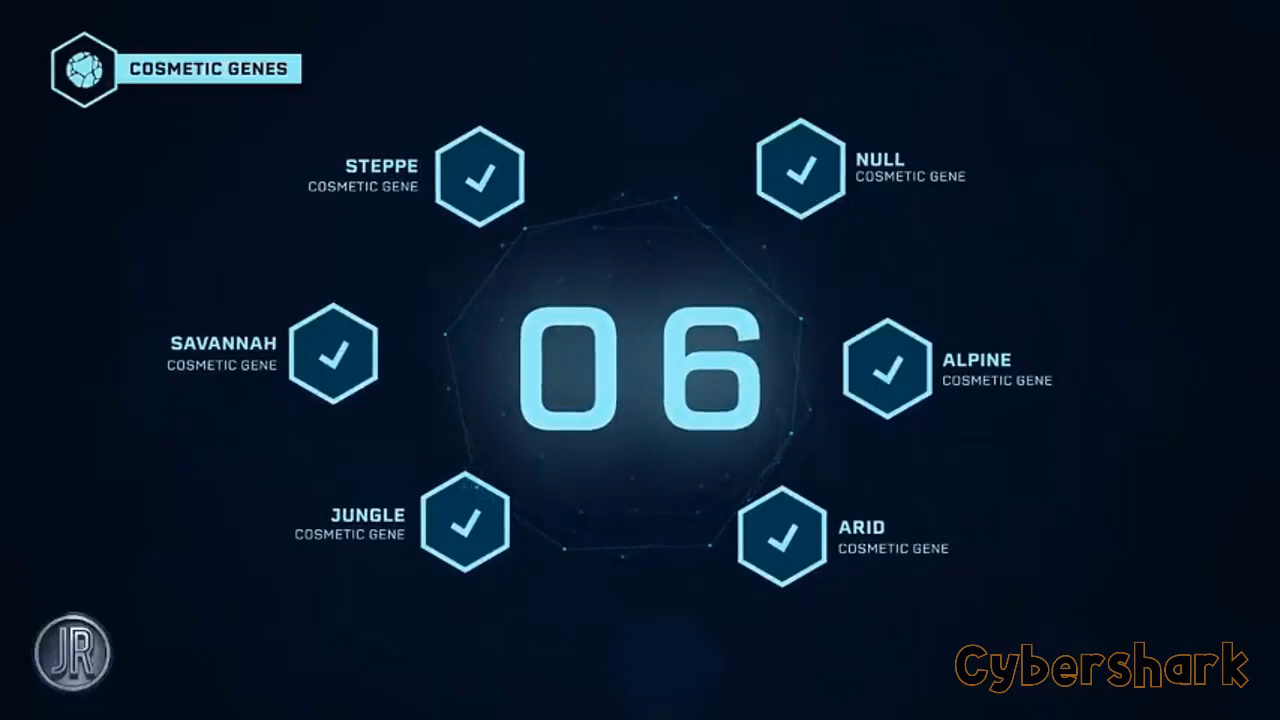 COSMETIC GENES
STEPPE
COSMETIC GENE
NULL
COSMETIC GENE
SAVANNAH
COSMETIC GENE
06
ALPINE
COSMETIC GENE
JUNGLE
COSMETIC GENE
ARID
COSMETIC GENE
JR
Cybershark